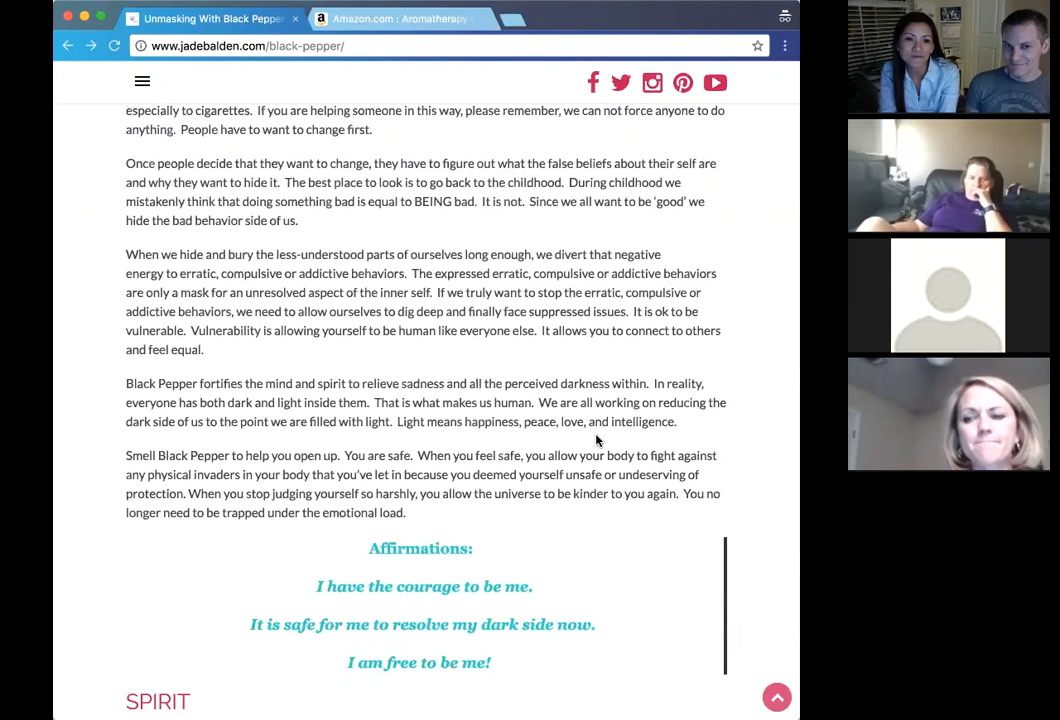 Unmasking With Black Peppe
Amazon.com : Aromatherapy
www.jadebalden.com/black-pepper/
especially to cigarettes. If you are helping someone in this way, please remember, we can not force anyone to do
anything. People have to want to change first.
Once people decide that they want to change, they have to figure out what the false beliefs about their self are
and why they want to hide it. The best place to look is to go back to the childhood. During childhood we
mistakenly think that doing something bad is equal to BEING bad. It is not. Since we all want to be ‘good’ we
hide the bad behavior side of us.
When we hide and bury the less-understood parts of ourselves long enough, we divert that negative
energy to erratic, compulsive or addictive behaviors. The expressed erratic, compulsive or addictive behaviors
are only a mask for an unresolved aspect of the inner self. If we truly want to stop the erratic, compulsive or
addictive behaviors, we need to allow ourselves to dig deep and finally face suppressed issues. It is ok to be
vulnerable. Vulnerability is allowing yourself to be human like everyone else. It allows you to connect to others
and feel equal.
Black Pepper fortifies the mind and spirit to relieve sadness and all the perceived darkness within. In reality,
everyone has both dark and light inside them. That is what makes us human. We are all working on reducing the
dark side of us to the point we are filled with light. Light means happiness, peace, love, and intelligence.
Smell Black Pepper to help you open up. You are safe. When you feel safe, you allow your body to fight against
any physical invaders in your body that you’ve let in because you deemed yourself unsafe or undeserving of
protection. When you stop judging yourself so harshly, you allow the universe to be kinder to you again. You no
longer need to be trapped under the emotional load.
Affirmations:
I have the courage to be me.
It is safe for me to resolve my dark side now.
I am free to be me!
SPIRIT